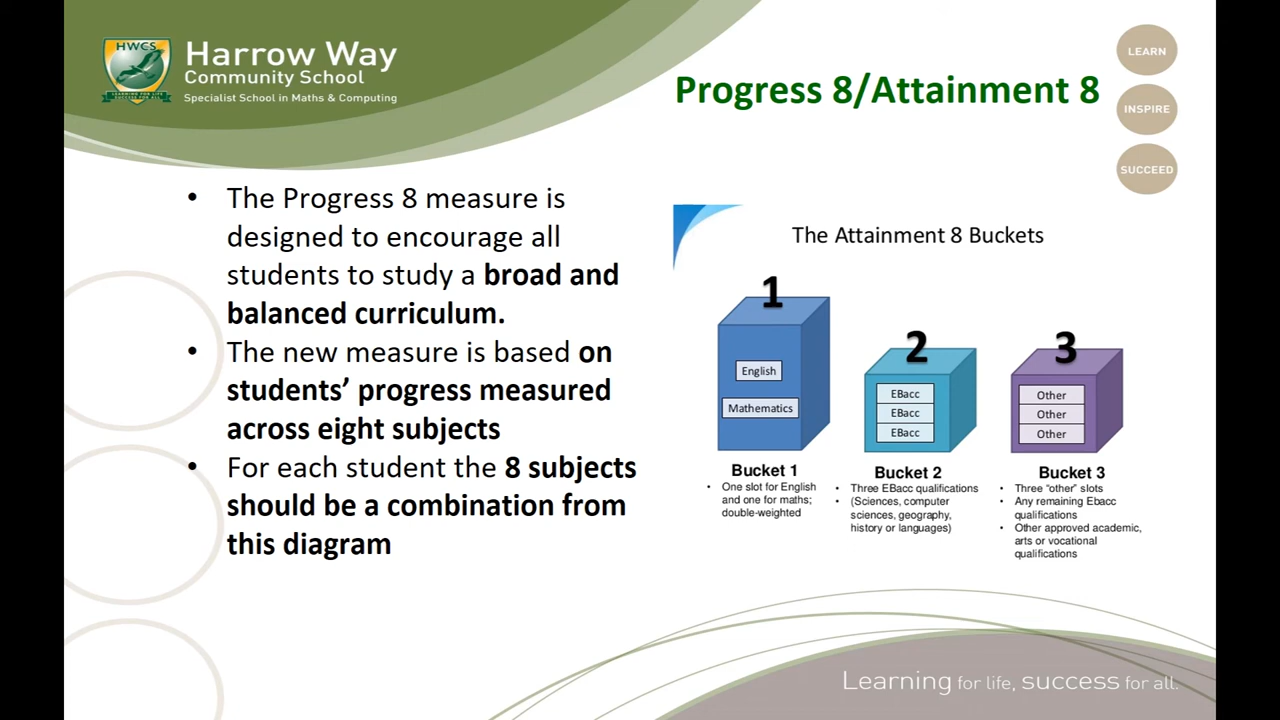 HWCS
LEARNING FOR LIFE
SUCCESS FOR ALL
Harrow Way
Community School
Specialist School in Maths & Computing
Progress 8/Attainment 8
LEARN
INSPIRE
SUCCEED
• The Progress 8 measure is
designed to encourage all
students to study a broad and
balanced curriculum.
• The new measure is based on
students’ progress measured
across eight subjects
• For each student the 8 subjects
should be a combination from
this diagram
The Attainment 8 Buckets
1
English
Mathematics
Bucket 1
• One slot for English
and one for maths;
double-weighted
2
EBacc
EBacc
EBacc
Bucket 2
• Three EBacc qualifications
• (Sciences, computer
sciences, geography,
history or languages)
3
Other
Other
Other
Bucket 3
• Three “other” slots
• Any remaining Ebacc
qualifications
• Other approved academic,
arts or vocational
qualifications
Learning for life, success for all.